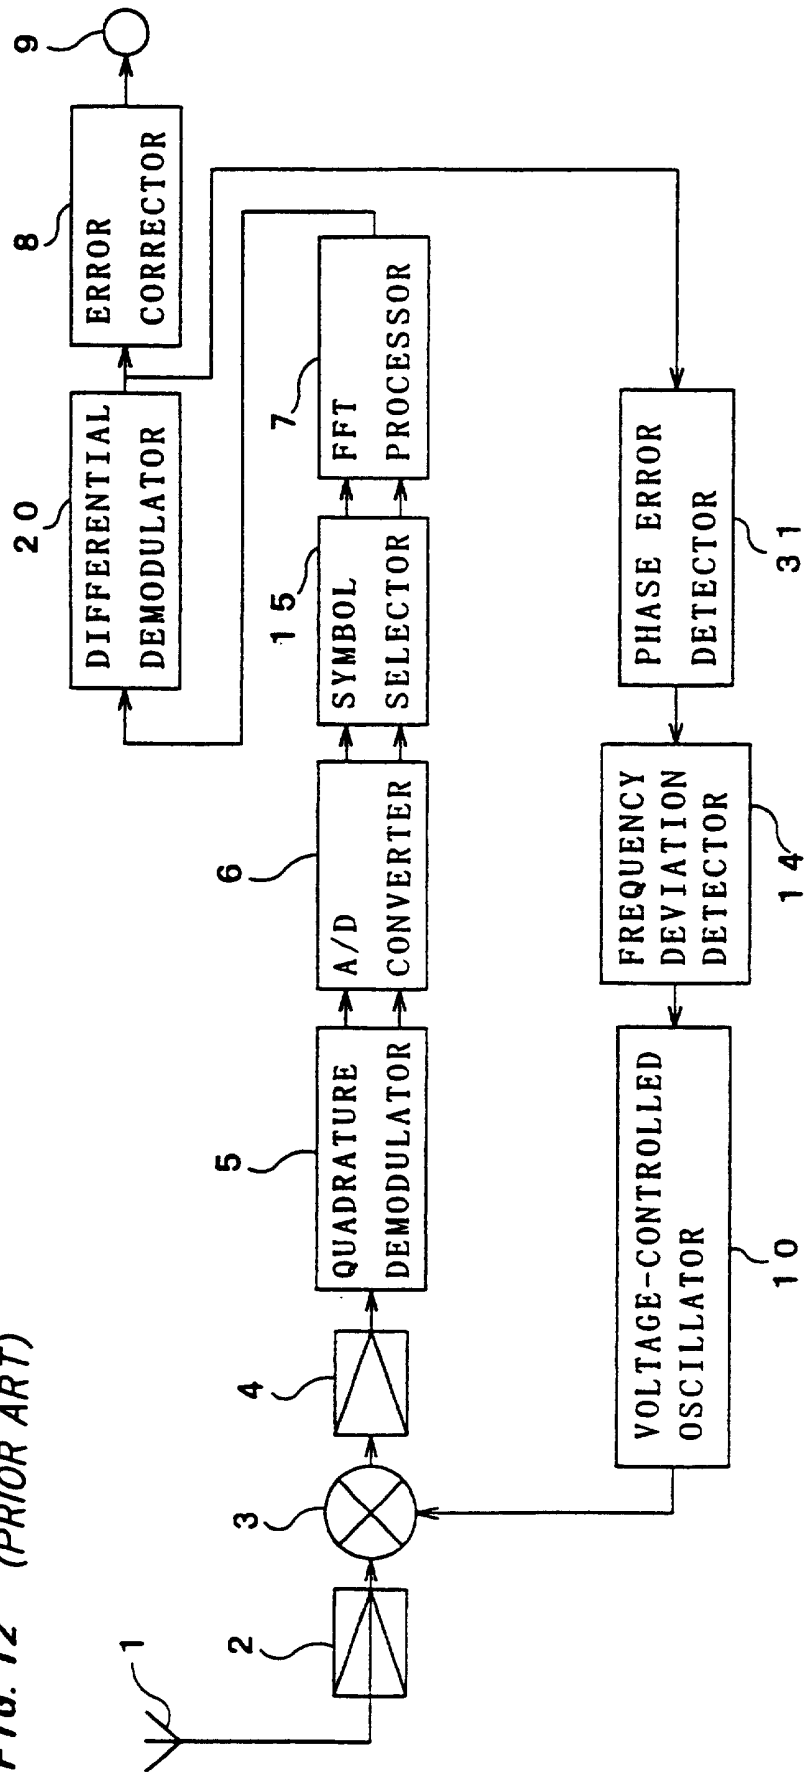 FIG. 12 (PRIOR ART)
1
2
3
4
5
QUADRATURE
DEMODULATOR
6
A/D
CONVERTER
15
SYMBOL
SELECTOR
7
FFT
PROCESSOR
20
DIFFERENTIAL
DEMODULATOR
8
ERROR
CORRECTOR
9
VOLTAGE-CONTROLLED
OSCILLATOR
10
FREQUENCY
DEVIATION
DETECTOR
14
PHASE ERROR
DETECTOR
31